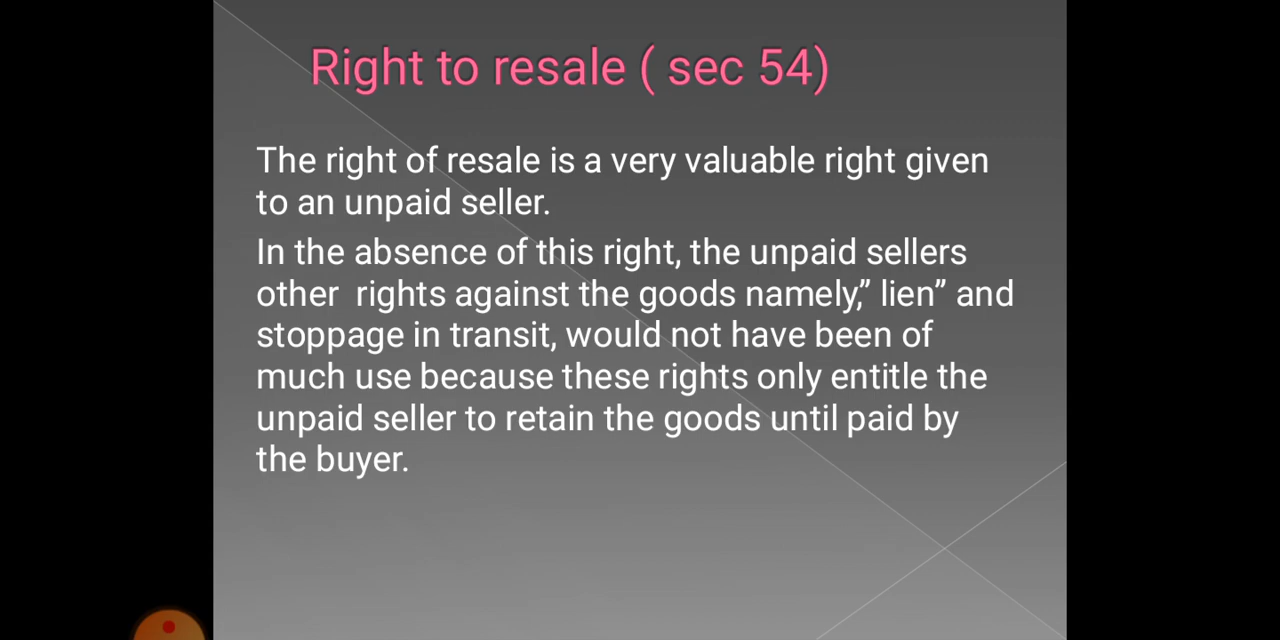 Right to resale ( sec 54)
The right of resale is a very valuable right given
to an unpaid seller.
In the absence of this right, the unpaid sellers
other  rights against the goods namely,” lien” and
stoppage in transit, would not have been of
much use because these rights only entitle the
unpaid seller to retain the goods until paid by
the buyer.